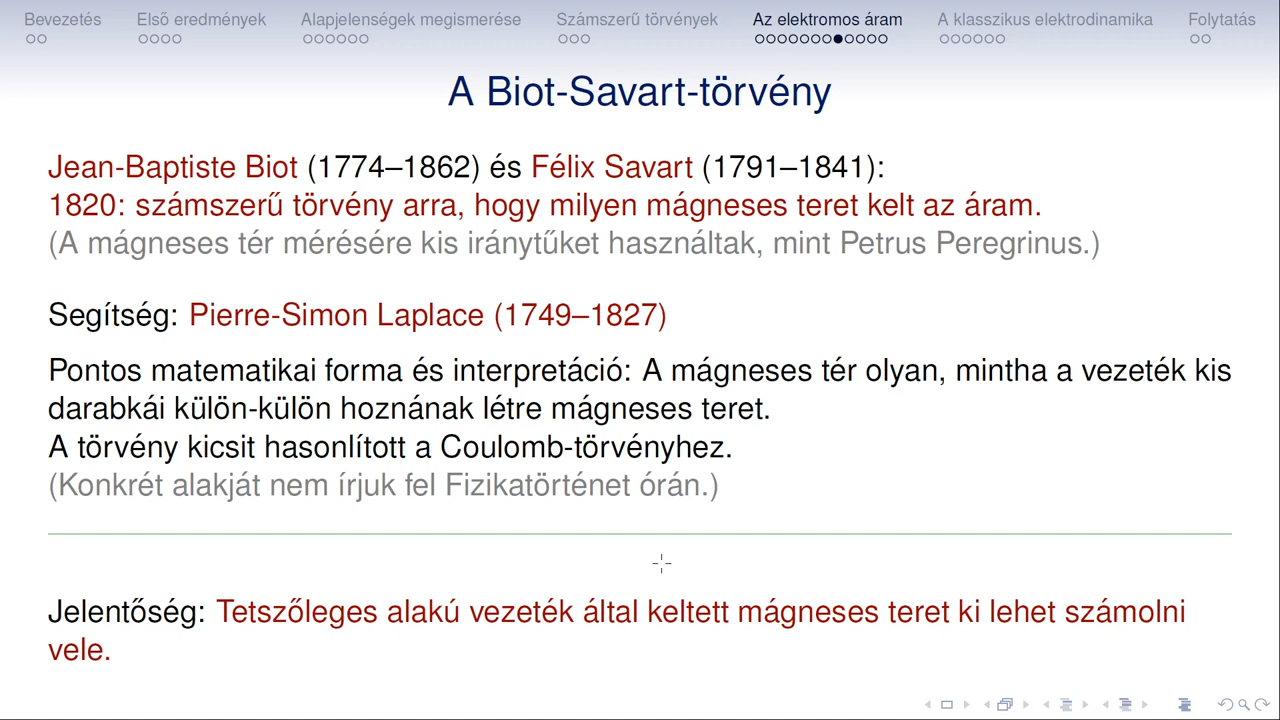 Bevezetés Első eredmények Alapjelenségek megismerése Számszerű törvények Az elektromos áram A klasszikus elektrodinamika Folytatás
A Biot-Savart-törvény
Jean-Baptiste Biot (1774–1862) és Félix Savart (1791–1841):
1820: számszerű törvény arra, hogy milyen mágneses teret kelt az áram.
(A mágneses tér mérésére kis iránytűket használtak, mint Petrus Peregrinus.)
Segítség: Pierre-Simon Laplace (1749–1827)
Pontos matematikai forma és interpretáció: A mágneses tér olyan, mintha a vezeték kis
darabkái külön-külön hoznának létre mágneses teret.
A törvény kicsit hasonlított a Coulomb-törvényhez.
(Konkrét alakját nem írjuk fel Fizikatörténet órán.)
Jelentőség: Tetszőleges alakú vezeték által keltett mágneses teret ki lehet számolni
vele.